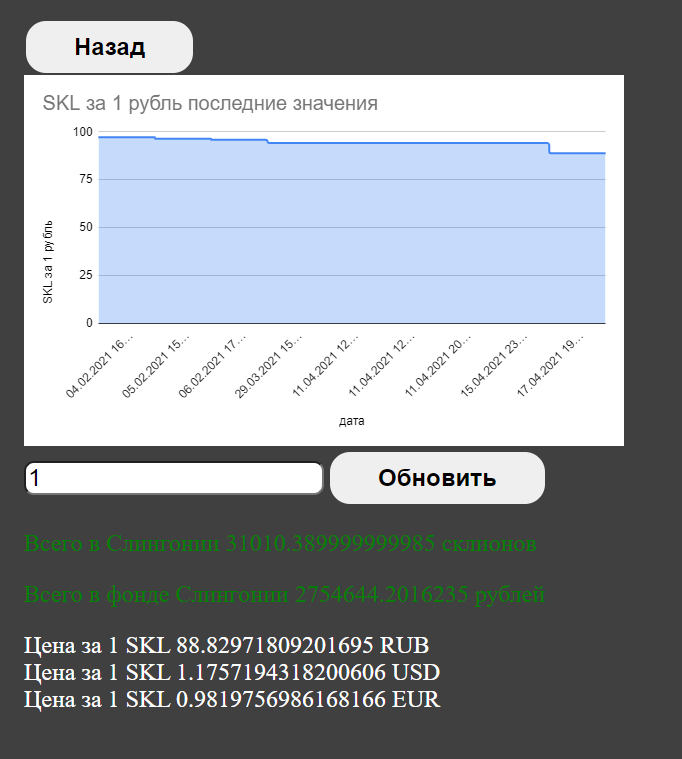 Назад
SKL за 1 рубль последние значения
100
75
50
25
0
SKL за 1 рубль
04.02.2021 16…
05.02.2021 15…
06.02.2021 17…
29.03.2021 15…
11.04.2021 12…
11.04.2021 12…
11.04.2021 20…
15.04.2021 23…
17.04.2021 19…
дата
1
Обновить
Всего в Слингонии 31010.389999999985 склионов
Всего в фонде Слингонии 2754644.2016235 рублей
Цена за 1 SKL 88.82971809201695 RUB
Цена за 1 SKL 1.1757194318200606 USD
Цена за 1 SKL 0.9819756986168166 EUR